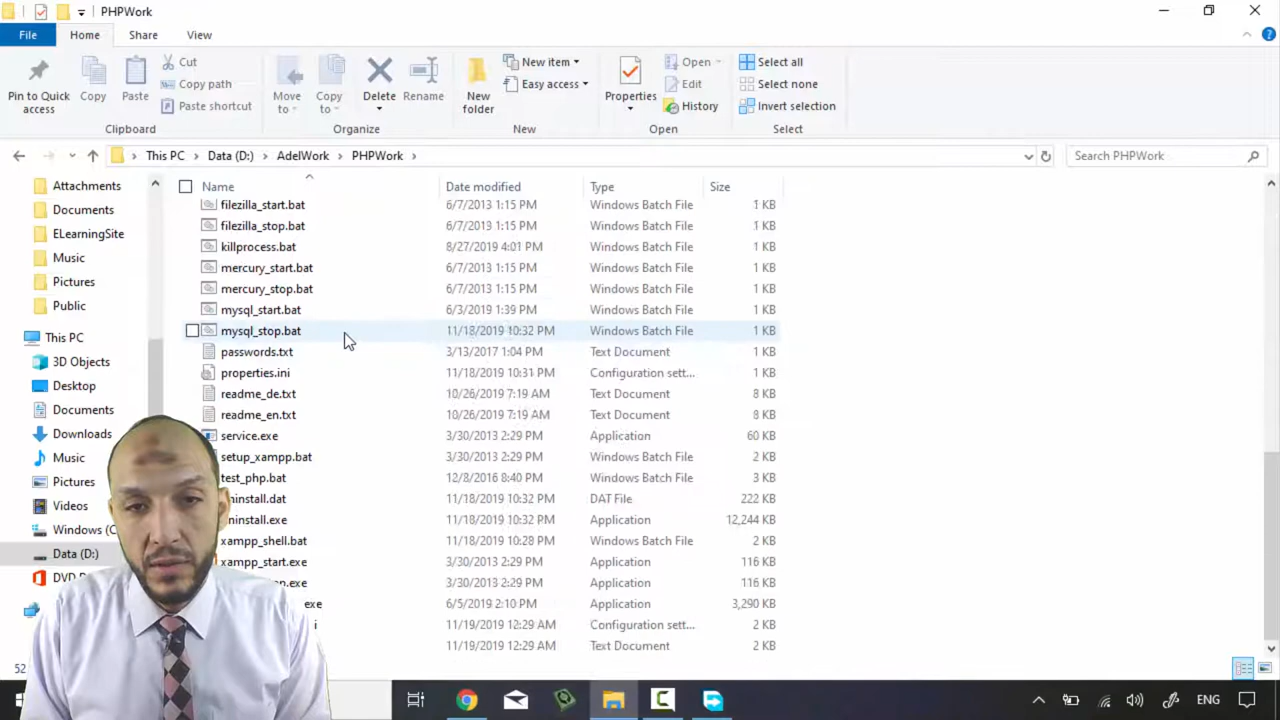 PHPWork
File Home Share View
Pin to Quick access
Copy
Paste
Cut
Copy path
Paste shortcut
Clipboard
Move to
Copy to
Delete
Rename
Organize
New folder
New item
Easy access
New
Properties
Open
Edit
History
Open
Select all
Select none
Invert selection
Select
This PC Data (D:) AdelWork PHPWork
Search PHPWork
Attachments
Documents
ELearningSite
Music
Pictures
Public
This PC
3D Objects
Desktop
Documents
Downloads
Music
Pictures
Videos
Windows (C
Data (D:)
DVD
Name Date modified Type Size
filezilla_start.bat 6/7/2013 1:15 PM Windows Batch File 1 KB
filezilla_stop.bat 6/7/2013 1:15 PM Windows Batch File 1 KB
killprocess.bat 8/27/2019 4:01 PM Windows Batch File 1 KB
mercury_start.bat 6/7/2013 1:15 PM Windows Batch File 1 KB
mercury_stop.bat 6/7/2013 1:15 PM Windows Batch File 1 KB
mysql_start.bat 6/3/2019 1:39 PM Windows Batch File 1 KB
mysql_stop.bat 11/18/2019 10:32 PM Windows Batch File 1 KB
passwords.txt 3/13/2017 1:04 PM Text Document 1 KB
properties.ini 11/18/2019 10:31 PM Configuration sett... 1 KB
readme_de.txt 10/26/2019 7:19 AM Text Document 8 KB
readme_en.txt 10/26/2019 7:19 AM Text Document 8 KB
service.exe 3/30/2013 2:29 PM Application 60 KB
setup_xampp.bat 3/30/2013 2:29 PM Windows Batch File 2 KB
test_php.bat 12/8/2016 8:40 PM Windows Batch File 3 KB
ninstall.dat 11/18/2019 10:32 PM DAT File 222 KB
ninstall.exe 11/18/2019 10:32 PM Application 12,244 KB
xampp_shell.bat 11/18/2019 10:28 PM Windows Batch File 1 KB
xampp_start.exe 3/30/2013 2:29 PM Application 116 KB
p.exe 3/30/2013 2:29 PM Application 116 KB
exe 6/5/2019 2:10 PM Application 3,290 KB
i 11/19/2019 12:29 AM Configuration sett... 2 KB
11/19/2019 12:29 AM Text Document 2 KB
52
ENG